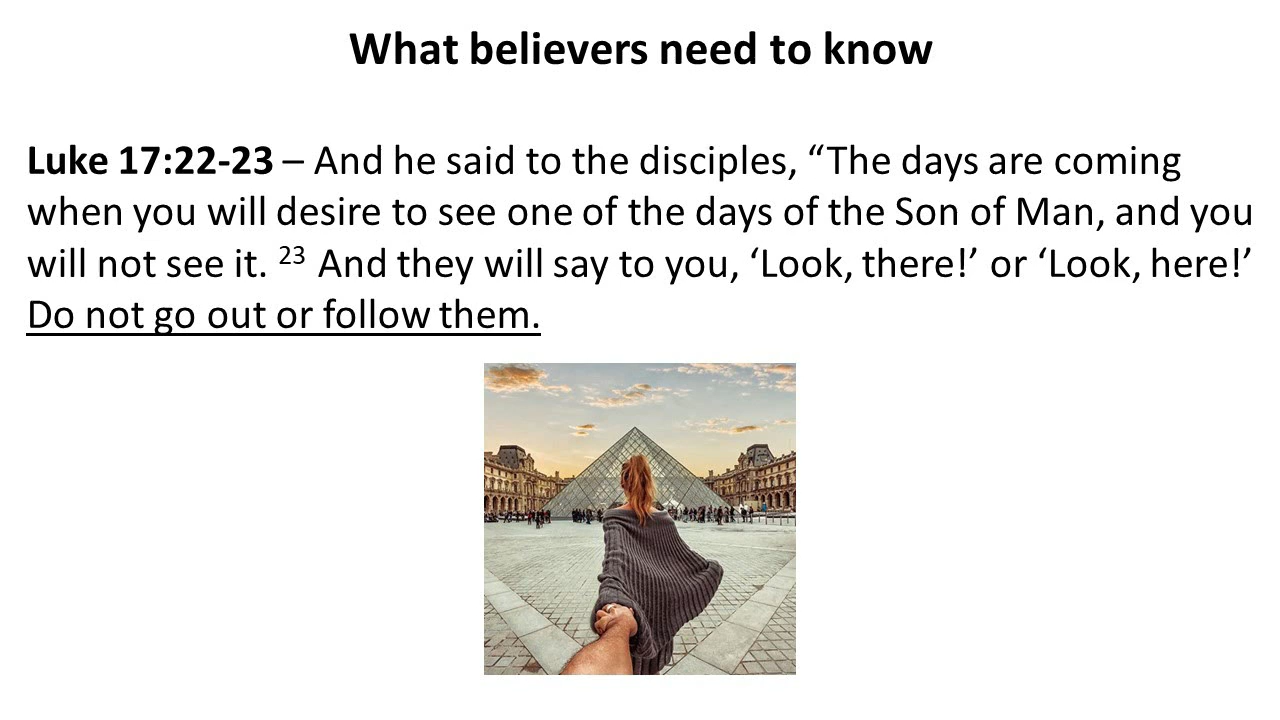 What believers need to know
Luke 17:22-23 – And he said to the disciples, “The days are coming
when you will desire to see one of the days of the Son of Man, and you
will not see it. 23 And they will say to you, ‘Look, there!’ or ‘Look, here!’
Do not go out or follow them.